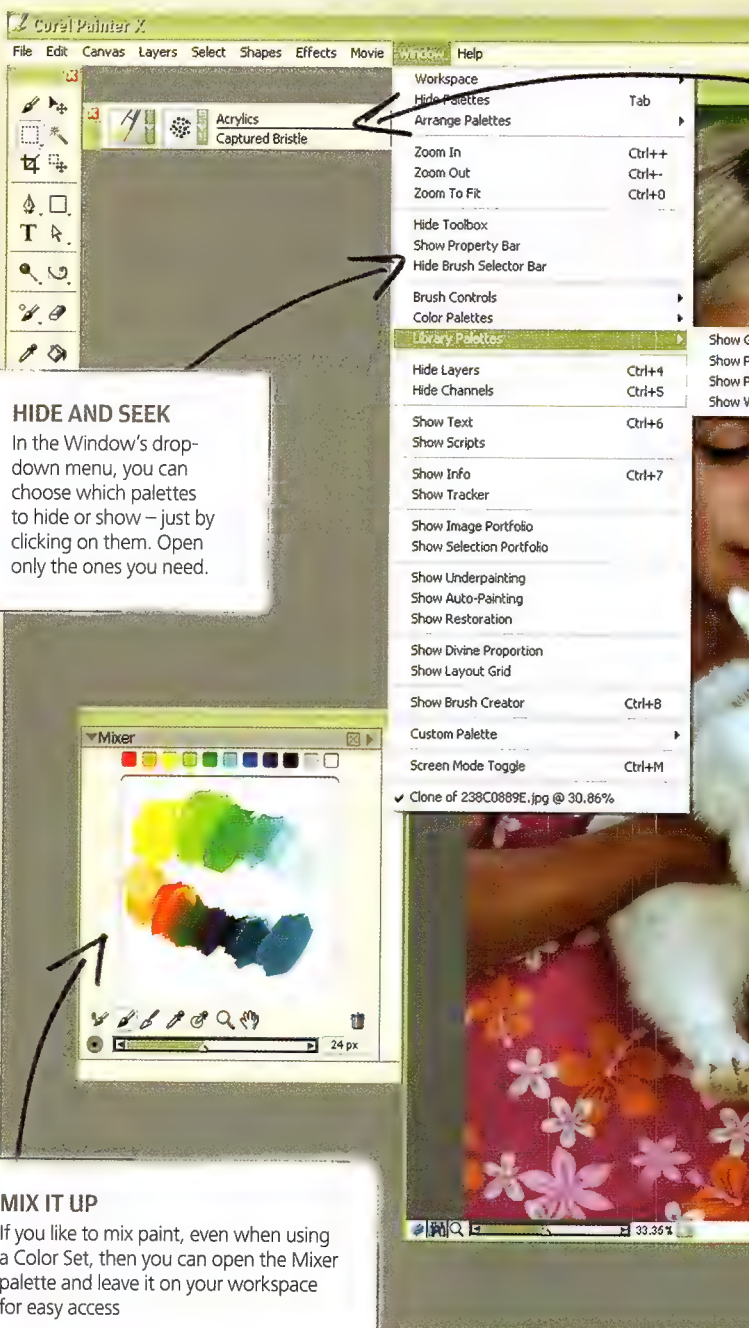 Corel Painter X
File Edit Canvas Layers Select Shapes Effects Movie Window Help
Acrylics
Captured Bristle
Workspace
Hide Palettes Tab
Arrange Palettes
Zoom In Ctrl++
Zoom Out Ctrl+-
Zoom To Fit Ctrl+0
Hide Toolbox
Show Property Bar
Hide Brush Selector Bar
Brush Controls
Color Palettes
Library Palettes
Show
Show
Show
Show
Hide Layers Ctrl+4
Hide Channels Ctrl+5
Show Text Ctrl+6
Show Scripts
Show Info Ctrl+7
Show Tracker
Show Image Portfolio
Show Selection Portfolio
Show Underpainting
Show Auto-Painting
Show Restoration
Show Divine Proportion
Show Layout Grid
Show Brush Creator Ctrl+B
Custom Palette
Screen Mode Toggle Ctrl+M
Clone of 238C0889E.jpg @ 30.86%
HIDE AND SEEK
In the Window's drop-
down menu, you can
choose which palettes
to hide or show – just by
clicking on them. Open
only the ones you need.
Mixer
24 px
MIX IT UP
If you like to mix paint, even when using
a Color Set, then you can open the Mixer
palette and leave it on your workspace
for easy access
33.35%